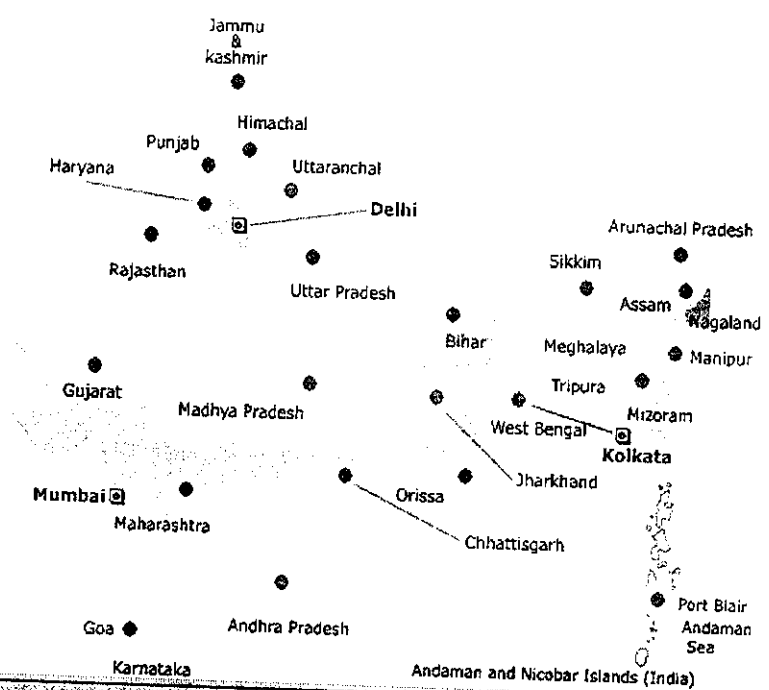 Jammu
&
kashmir
Himachal
Punjab
Haryana
Uttaranchal
Delhi
Rajasthan
Uttar Pradesh
Arunachal Pradesh
Sikkim
Assam
Nagaland
Bihar
Meghalaya
Manipur
Gujarat
Madhya Pradesh
Tripura
Mizoram
West Bengal
Kolkata
Jharkhand
Mumbai
Maharashtra
Orissa
Chhattisgarh
Goa
Andhra Pradesh
Port Blair
Andaman
Sea
Karnataka
Andaman and Nicobar Islands (India)